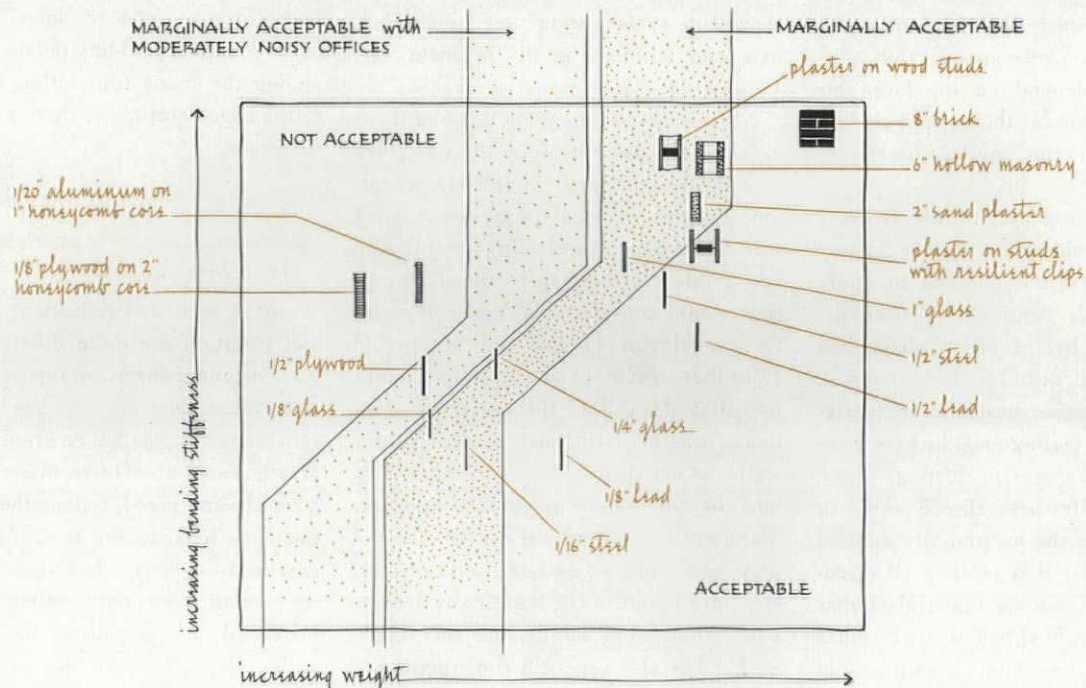 MARGINALLY ACCEPTABLE with
MODERATELY NOISY OFFICES
MARGINALLY ACCEPTABLE
plaster on wood studs
NOT ACCEPTABLE
8" brick
6" hollow masonry
1/20" aluminum on
1" honeycomb core
2" sand plaster
1/8" plywood on 2"
honeycomb core
plaster on studs
with resilient clips
1" glass
1/2" plywood
1/2" steel
1/8" glass
1/2" lead
1/4" glass
1/8" lead
1/16" steel
increasing bending stiffness
ACCEPTABLE
increasing weight